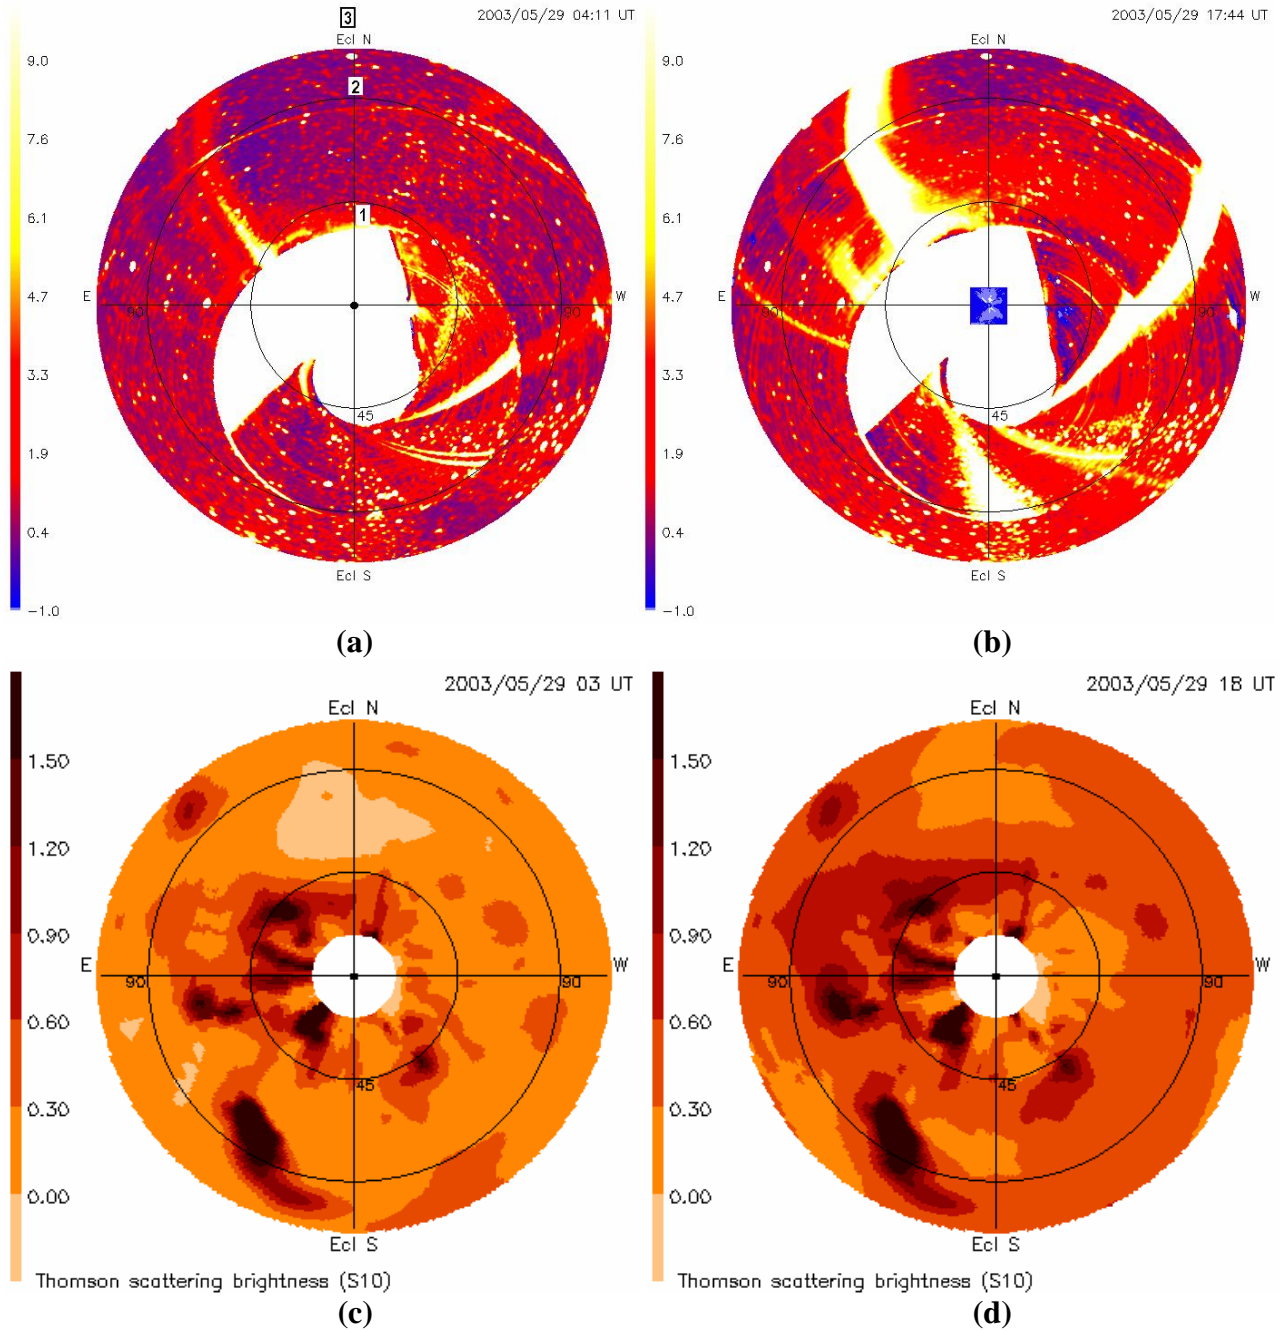 3
2003/05/29 04:11 UT
Ecl N
9.0
7.6
6.1
4.7
3.3
1.9
0.4
-1.0
2
1
E
90
90
W
45
Ecl S
(a)
2003/05/29 17:44 UT
Ecl N
9.0
7.6
6.1
4.7
3.3
1.9
0.4
-1.0
E
90
90
W
45
Ecl S
(b)
2003/05/29 03 UT
Ecl N
1.50
1.20
0.90
0.60
0.30
0.00
E
90
90
W
45
Ecl S
Thomson scattering brightness (S10)
(c)
2003/05/29 18 UT
Ecl N
1.50
1.20
0.90
0.60
0.30
0.00
E
90
90
W
45
Ecl S
Thomson scattering brightness (S10)
(d)